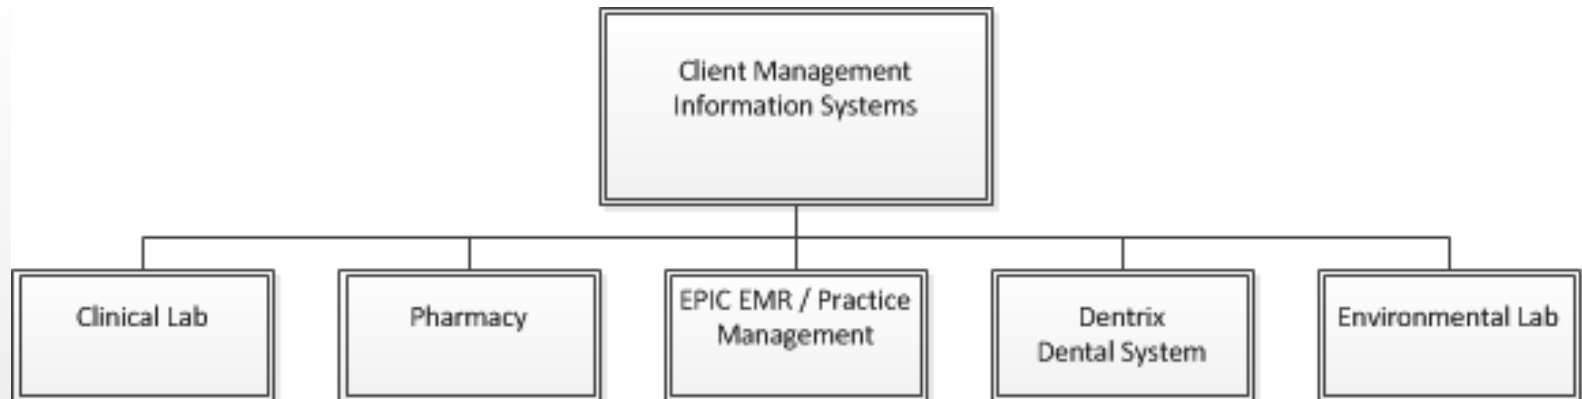 Client Management
Information Systems
Clinical Lab
Pharmacy
EPIC EMR / Practice
Management
Dentrix
Dental System
Environmental Lab